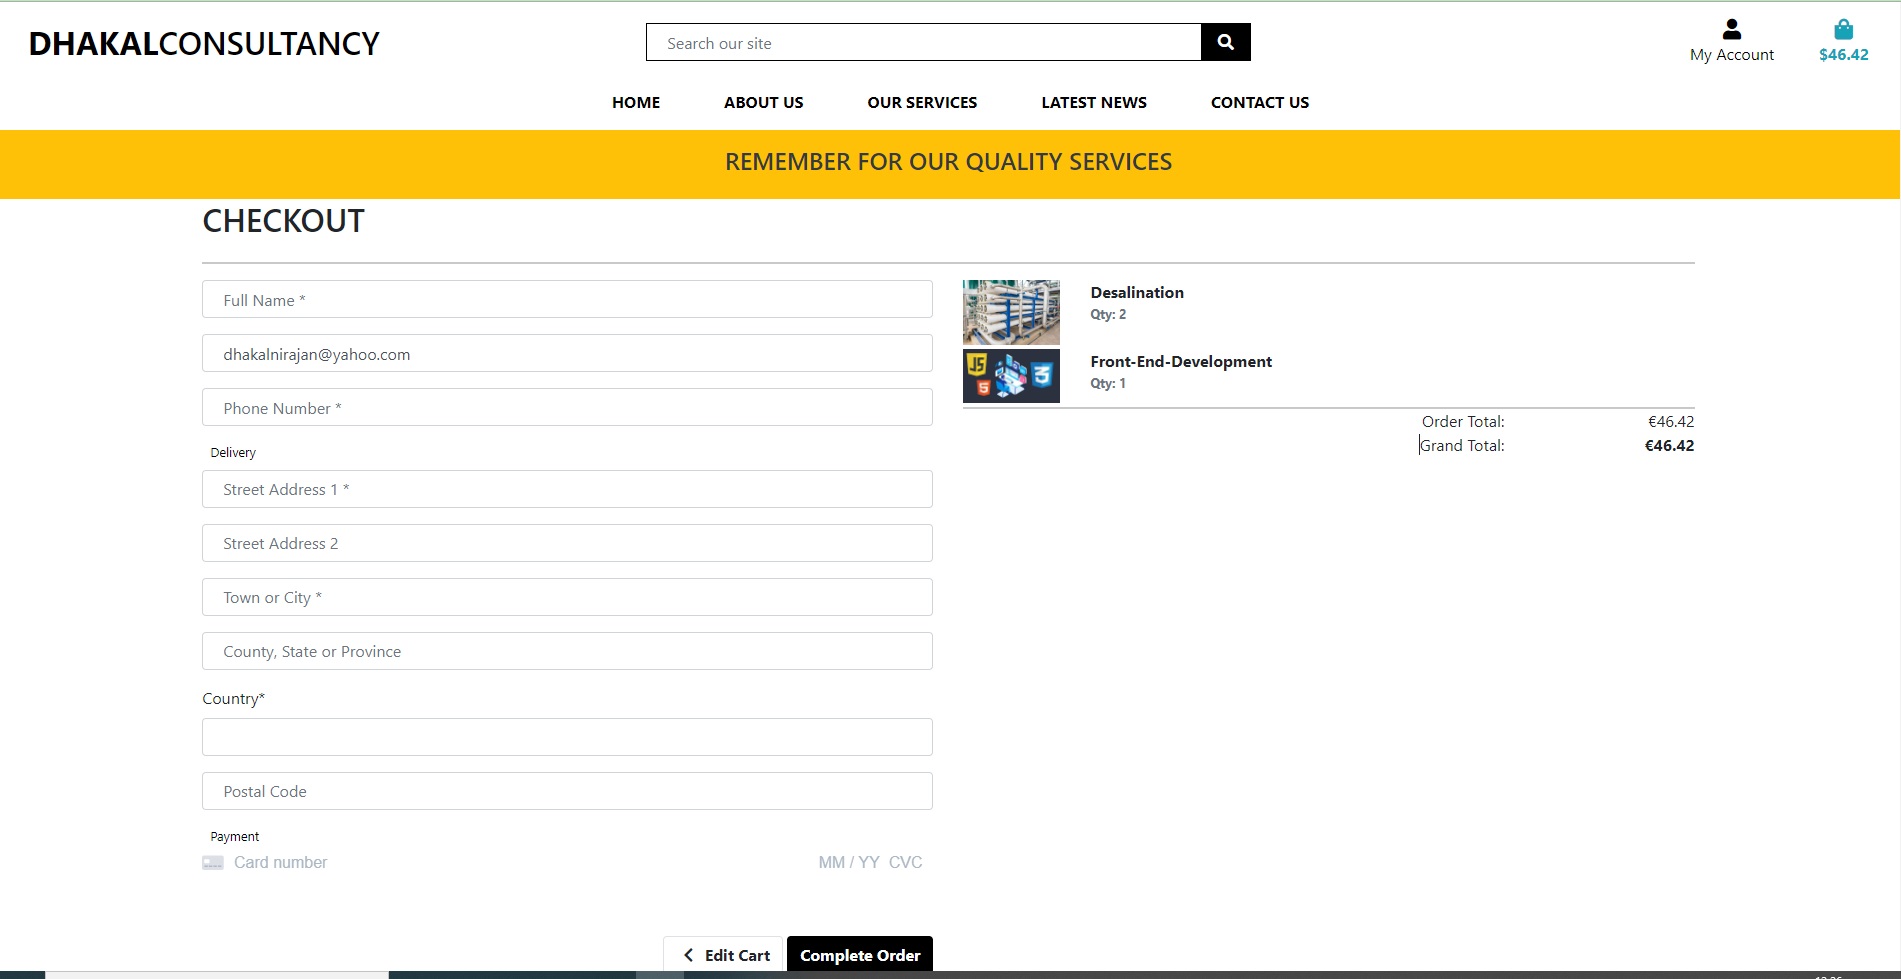 DHAKALCONSULTANCY
Search our site
My Account
$46.42
HOME ABOUT US OUR SERVICES LATEST NEWS CONTACT US
REMEMBER FOR OUR QUALITY SERVICES
CHECKOUT
Full Name *
dhakalnirajan@yahoo.com
Phone Number *
Delivery
Street Address 1 *
Street Address 2
Town or City *
County, State or Province
Country*
Postal Code
Payment
Card number MM / YY CVC
Edit Cart
Complete Order
Desalination
Qty: 2
JS
5
3
Front-End-Development
Qty: 1
Order Total: €46.42
Grand Total: €46.42